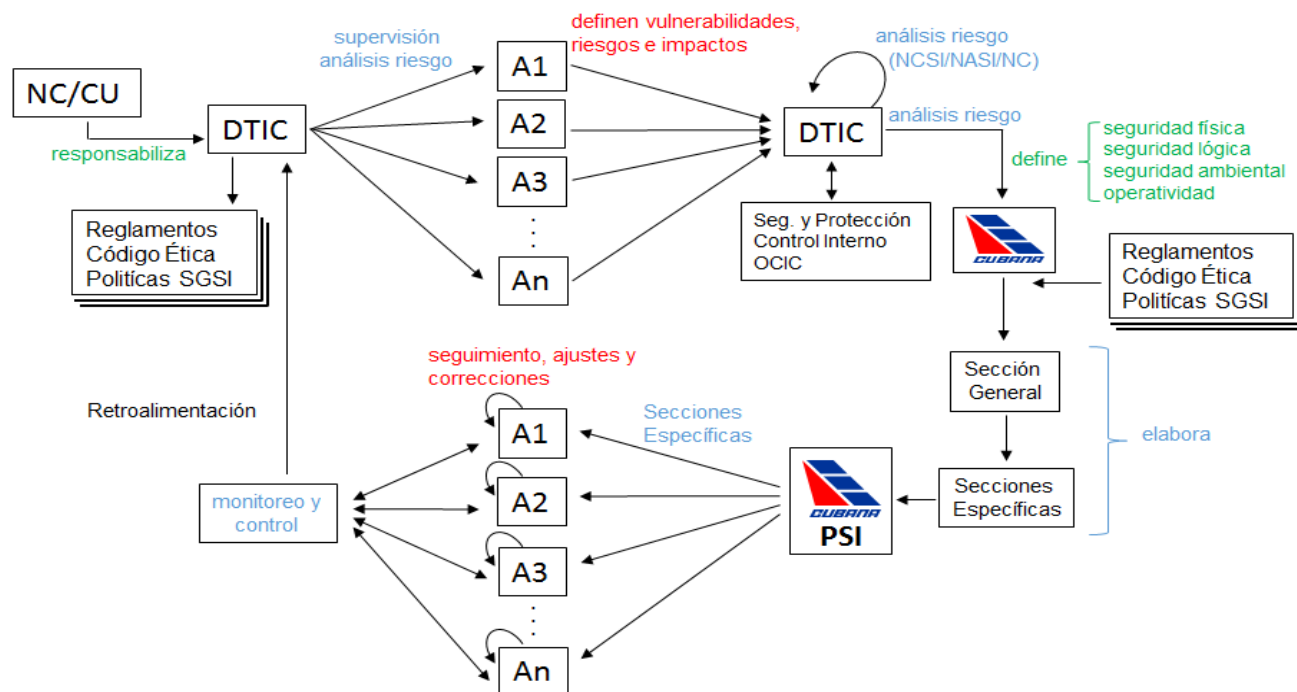 definen vulnerabilidades,
riesgos e impactos
supervisión
análisis riesgo
análisis riesgo
(NCSI/NASI/NC)
NC/CU
responsabiliza
DTIC
A1
A2
A3
An
DTIC
análisis riesgo
define
seguridad física
seguridad lógica
seguridad ambiental
operatividad
Reglamentos
Código Ética
Politícas SGSI
Seg. y Protección
Control Interno
OCIC
CUBANA
Reglamentos
Código Ética
Politícas SGSI
seguimiento, ajustes y
correcciones
Sección
General
Retroalimentación
A1
A2
A3
An
Secciones
Específicas
elabora
monitoreo y
control
CUBANA
PSI
Secciones
Específicas